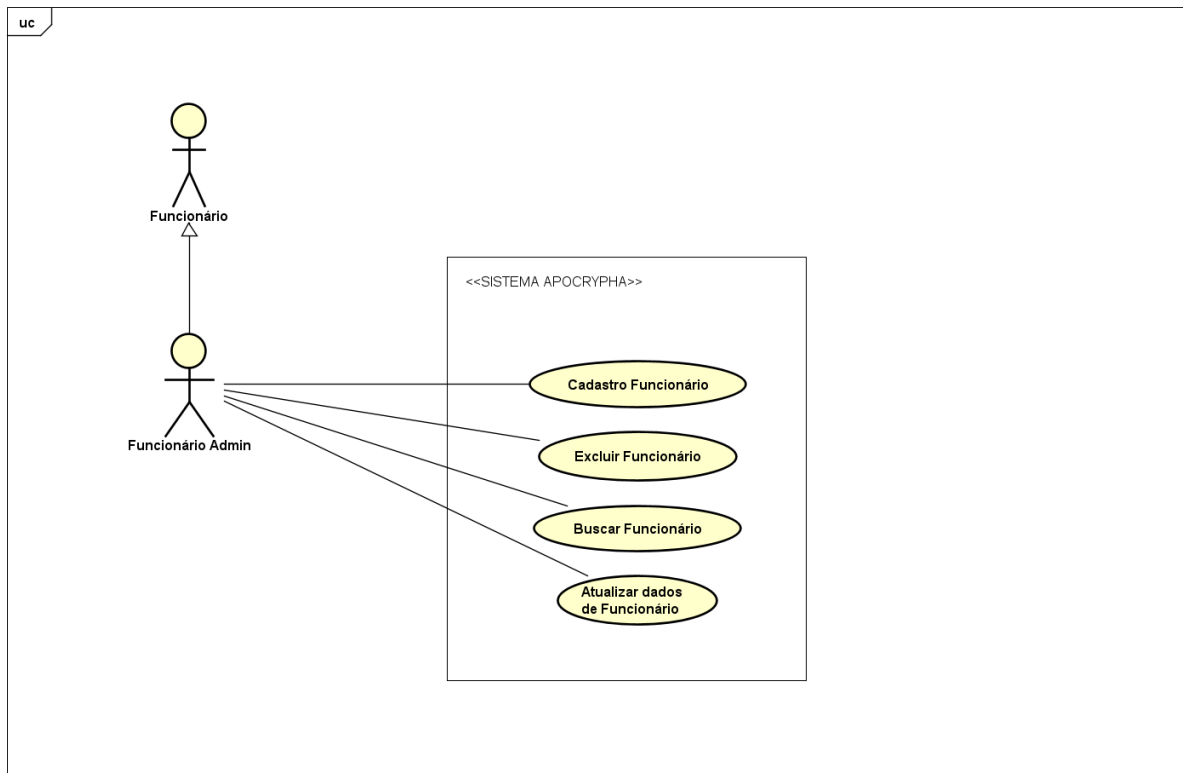 uc
Funcionário
<<SISTEMA APOCRYPHA>>
Funcionário Admin
Cadastro Funcionário
Excluir Funcionário
Buscar Funcionário
Atualizar dados
de Funcionário